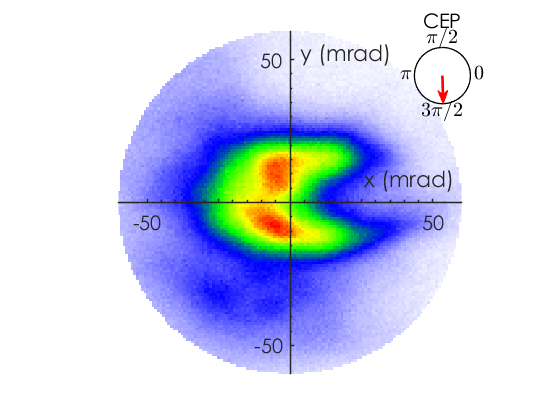 CEP
π/2
π 0
3π/2
50 y (mrad)
x (mrad)
-50 50
-50